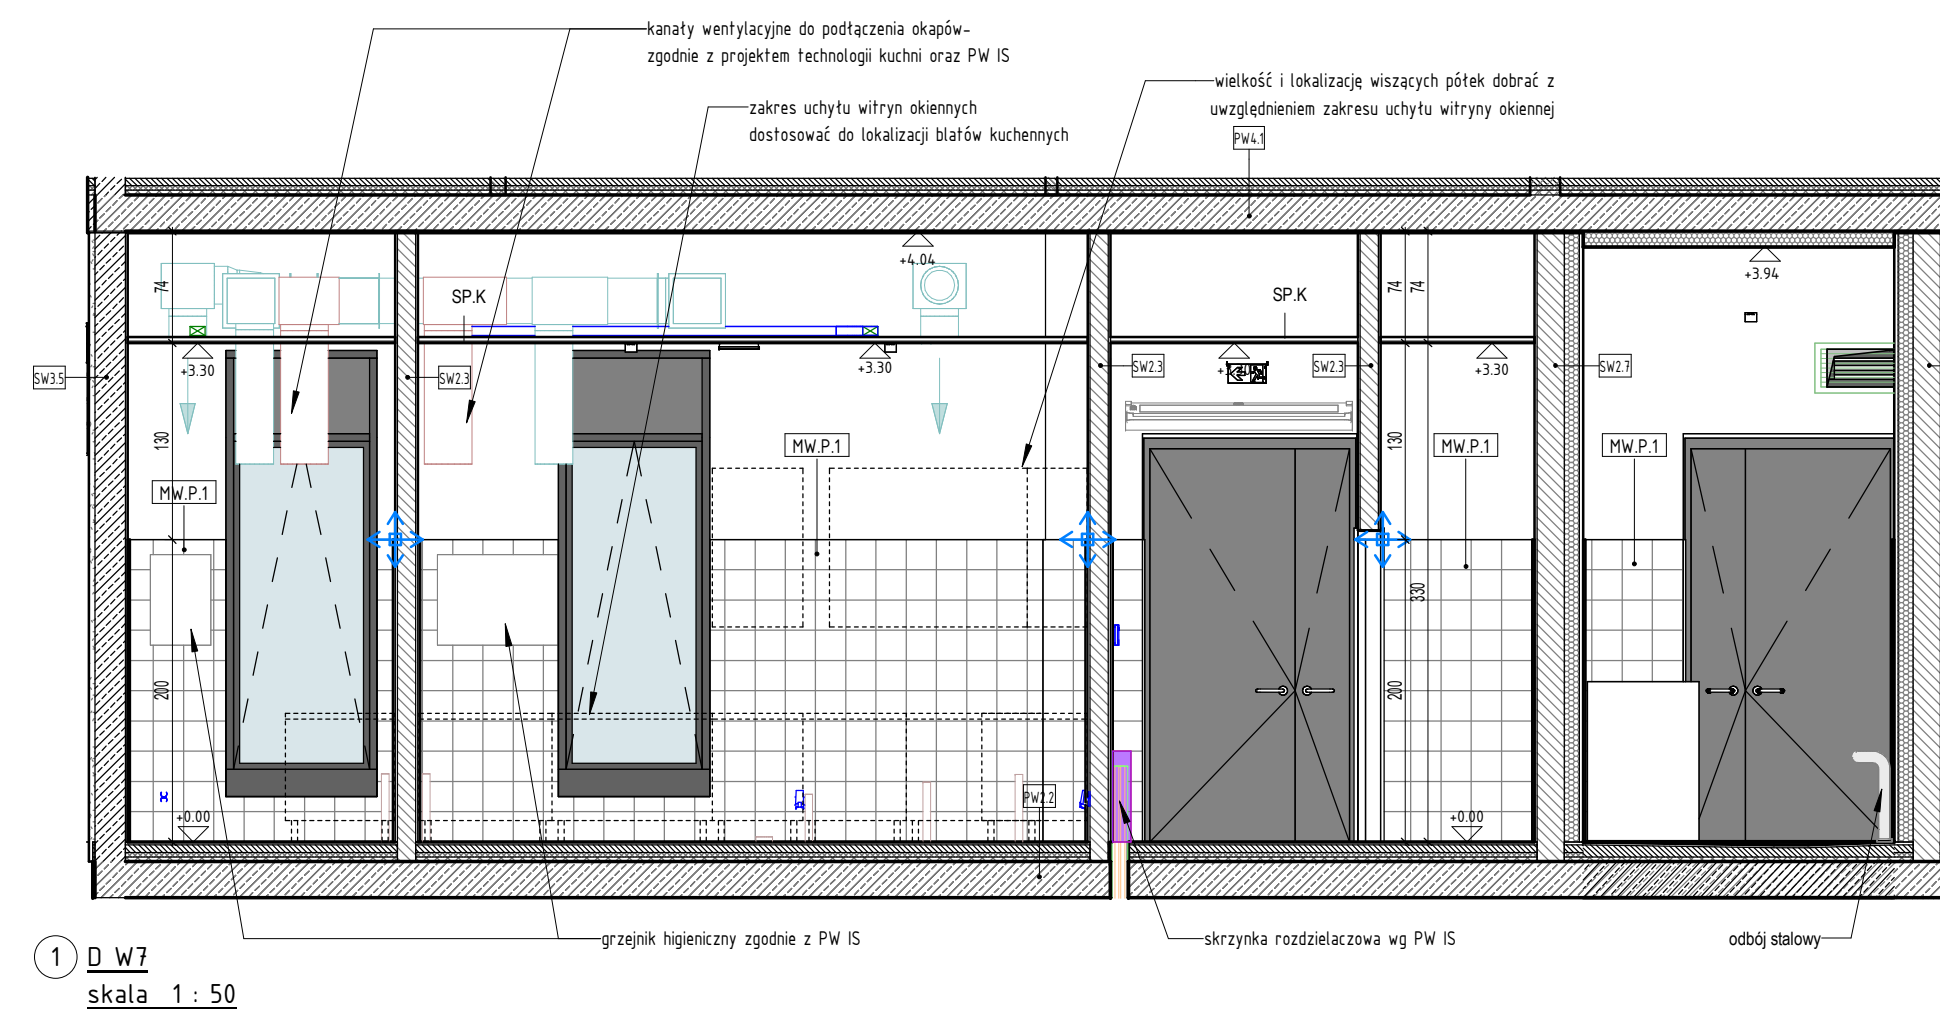 kanały wentylacyjne do podłączenia okapów-
zgodnie z projektem technologii kuchni oraz PW IS
wielkość i lokalizację wiszących półek dobrać z
uwzględnieniem zakresu uchyłu witryny okiennej
zakres uchyłu witryn okiennych
dostosować do lokalizacji blatów kuchennych
PW4.1
+4.04
+3.94
74
SP.K
SP.K
74
74
+3.30
+3.30
+3.30
SW3.5
SW2.3
SW2.3
SW2.3
SW2.7
130
MW.P.1
130
MW.P.1
MW.P.1
MW.P.1
330
200
200
PW2.2
+0.00
+0.00
grzejnik higieniczny zgodnie z PW IS
skrzynka rozdzielaczowa wg PW IS
odbój stalowy
1
D W7
skala 1 : 50